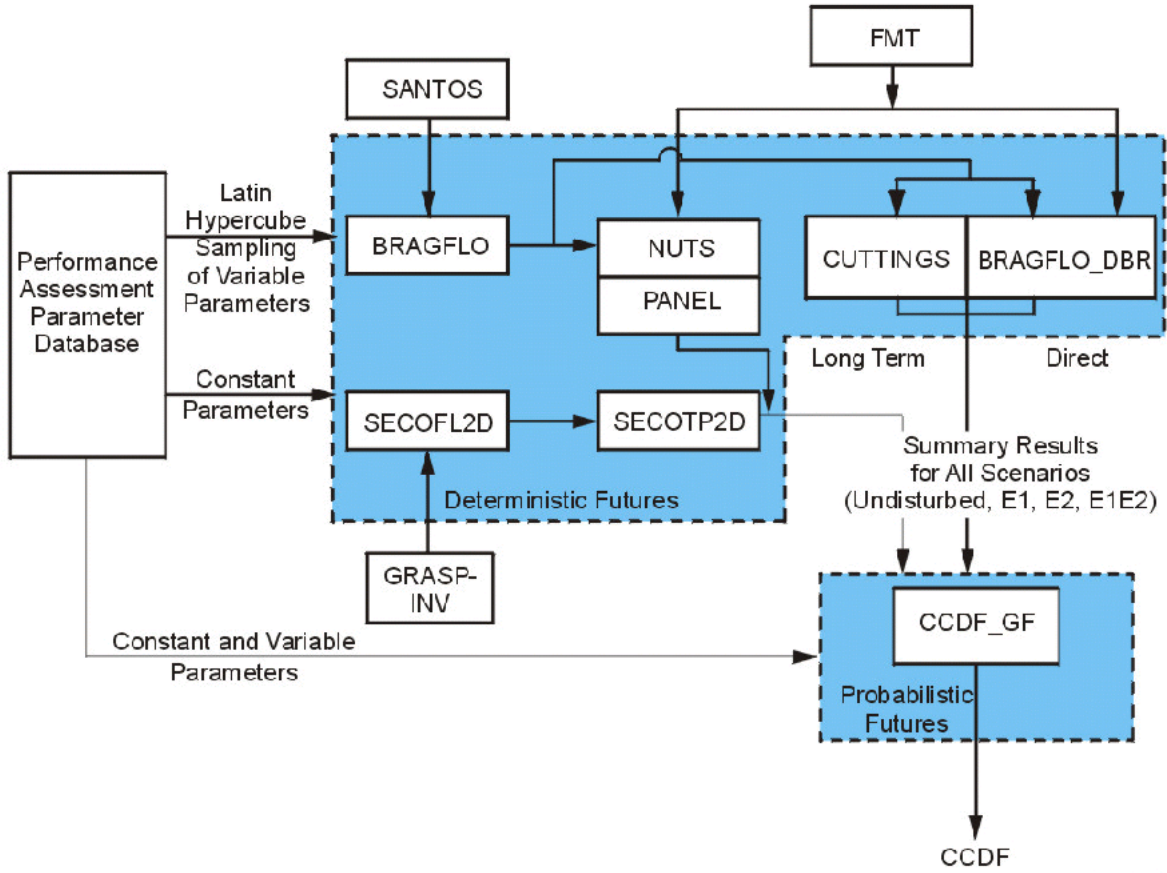 FMT
SANTOS
Performance
Assessment
Parameter
Database
Latin
Hypercube
Sampling
of Variable
Parameters
BRAGFLO
NUTS
PANEL
CUTTINGS
BRAGFLO_DBR
Constant
Parameters
Long Term
Direct
SECOFL2D
SECOTP2D
Deterministic Futures
Summary Results
for All Scenarios
(Undisturbed, E1, E2, E1E2)
GRASP-
INV
Constant and Variable
Parameters
CCDF_GF
Probabilistic
Futures
CCDF